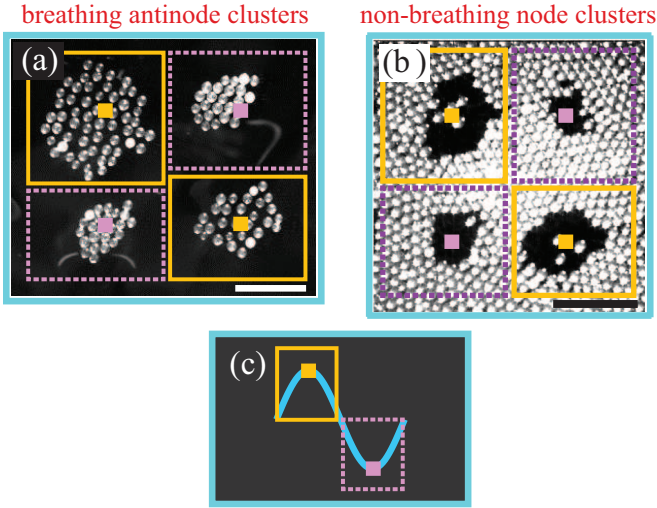 breathing antinode clusters
non-breathing node clusters
(a)
(b)
(c)